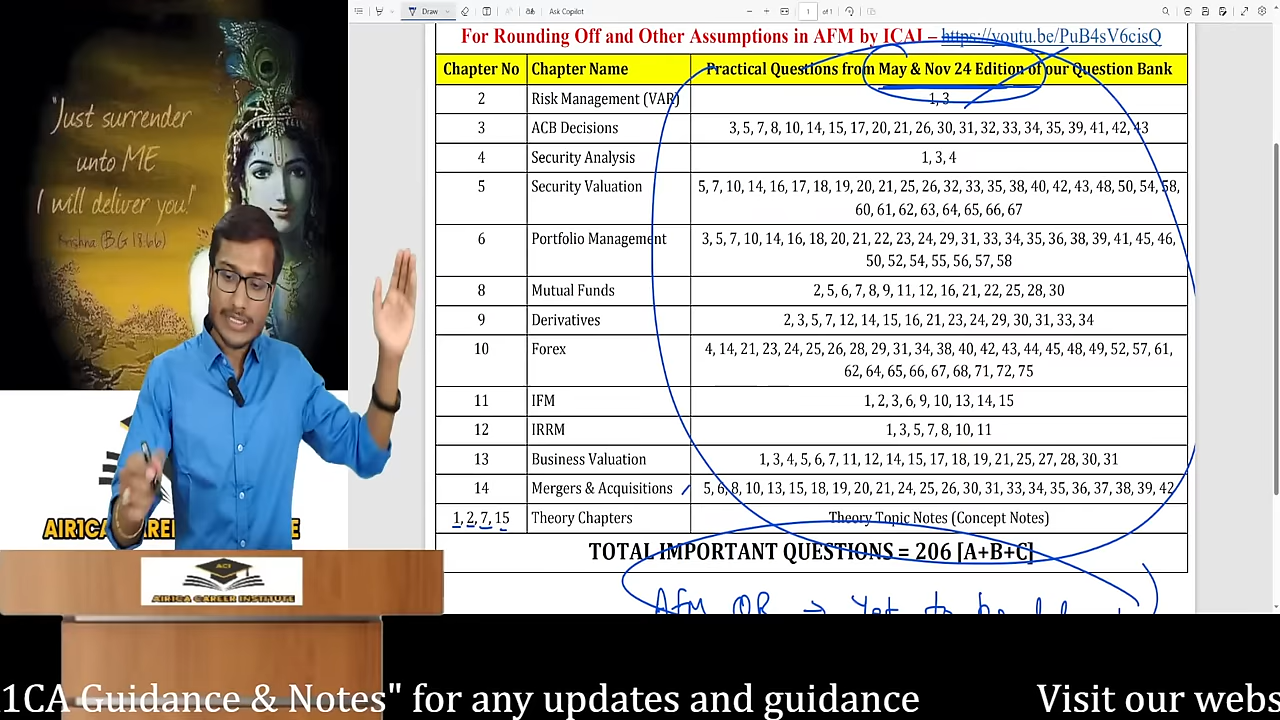 Draw
Ask Copilot
1
of 1
"Just surrender
unto ME
I will deliver you!"
Krishna (B.G 18:66)
For Rounding Off and Other Assumptions in AFM by ICAI – https://youtu.be/PuB4sV6cisQ
Chapter No Chapter Name Practical Questions from May & Nov 24 Edition of our Question Bank
2 Risk Management (VAR) 1, 3
3 ACB Decisions 3, 5, 7, 8, 10, 14, 15, 17, 20, 21, 26, 30, 31, 32, 33, 34, 35, 39, 41, 42, 43
4 Security Analysis 1, 3, 4
5 Security Valuation 5, 7, 10, 14, 16, 17, 18, 19, 20, 21, 25, 26, 32, 33, 35, 38, 40, 42, 43, 48, 50, 54, 58,
60, 61, 62, 63, 64, 65, 66, 67
6 Portfolio Management 3, 5, 7, 10, 14, 16, 18, 20, 21, 22, 23, 24, 29, 31, 33, 34, 35, 36, 38, 39, 41, 45, 46,
50, 52, 54, 55, 56, 57, 58
8 Mutual Funds 2, 5, 6, 7, 8, 9, 11, 12, 16, 21, 22, 25, 28, 30
9 Derivatives 2, 3, 5, 7, 12, 14, 15, 16, 21, 23, 24, 29, 30, 31, 33, 34
10 Forex 4, 14, 21, 23, 24, 25, 26, 28, 29, 31, 34, 38, 40, 42, 43, 44, 45, 48, 49, 52, 57, 61,
62, 64, 65, 66, 67, 68, 71, 72, 75
11 IFM 1, 2, 3, 6, 9, 10, 13, 14, 15
12 IRRM 1, 3, 5, 7, 8, 10, 11
13 Business Valuation 1, 3, 4, 5, 6, 7, 11, 12, 14, 15, 17, 18, 19, 21, 25, 27, 28, 30, 31
14 Mergers & Acquisitions 5, 6, 8, 10, 13, 15, 18, 19, 20, 21, 24, 25, 26, 30, 31, 33, 34, 35, 36, 37, 38, 39, 42
1, 2, 7, 15 Theory Chapters Theory Topic Notes (Concept Notes)
TOTAL IMPORTANT QUESTIONS = 206 [A+B+C]
AFM QB → Yet to be
AIR1CA
ACI
AIR1CA CAREER INSTITUTE
1CA Guidance & Notes" for any updates and guidance Visit our webs